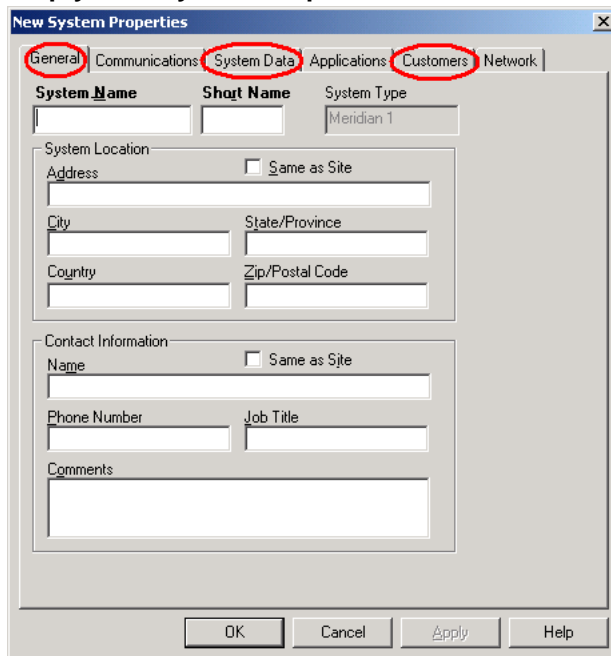 New System Properties
General Communications System Data Applications Customers Network
System Name Short Name System Type
Meridian 1
System Location
Address Same as Site
City State/Province
Country Zip/Postal Code
Contact Information
Name Same as Site
Phone Number Job Title
Comments
OK Cancel Apply Help